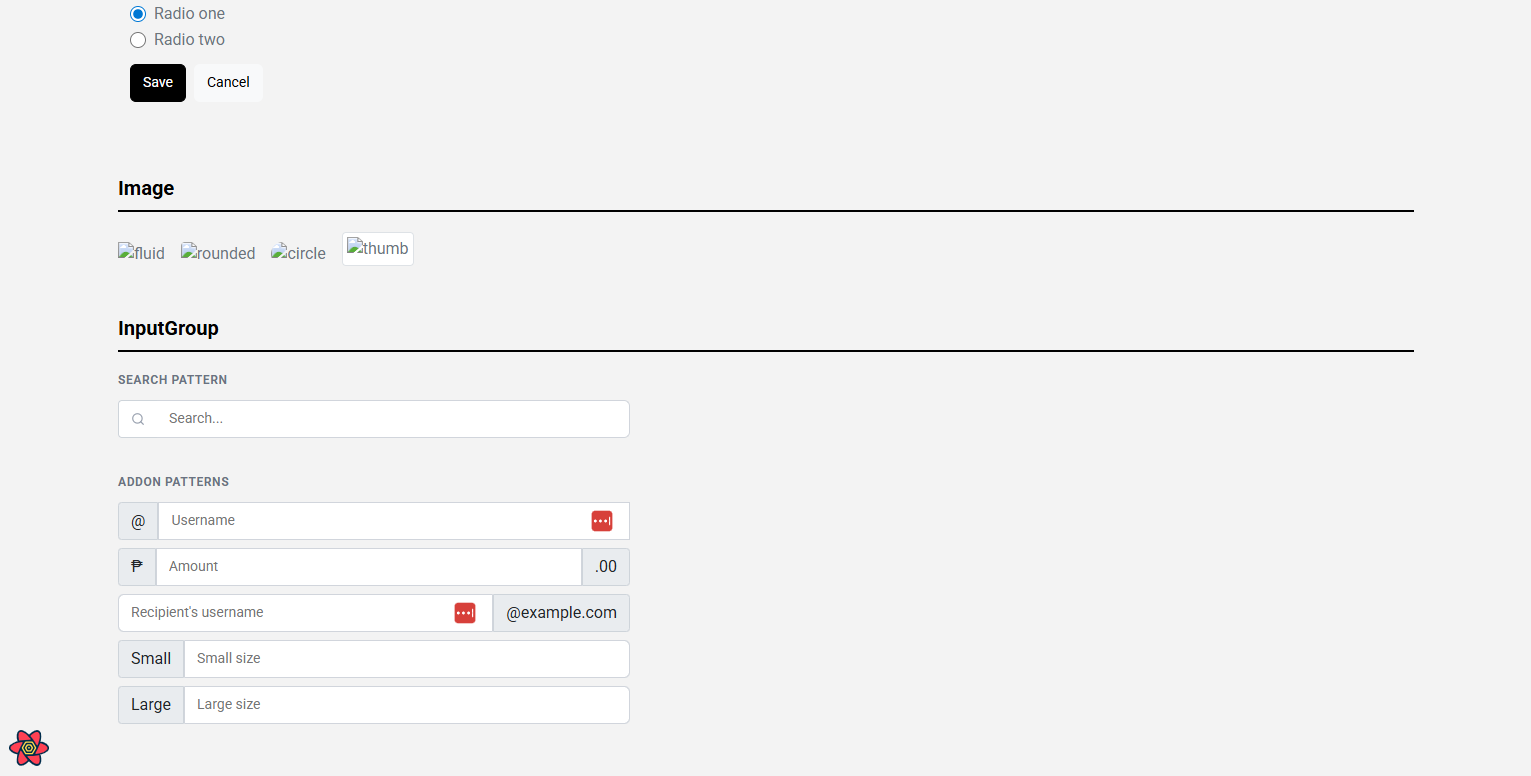 Radio one
Radio two
Save Cancel
Image
fluid rounded circle thumb
InputGroup
SEARCH PATTERN
Search...
ADDON PATTERNS
@ Username
₱ Amount .00
Recipient's username @example.com
Small Small size
Large Large size